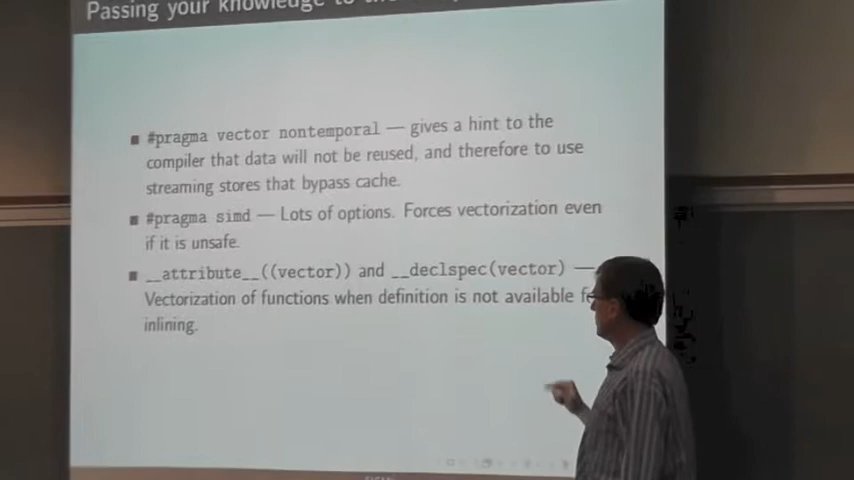 Passing your knowledge to the
■ #pragma vector nontemporal — gives a hint to the
compiler that data will not be reused, and therefore to use
streaming stores that bypass cache.
■ #pragma simd — Lots of options. Forces vectorization even
if it is unsafe.
■ __attribute__((vector)) and __declspec(vector) —
Vectorization of functions when definition is not available
inlining.